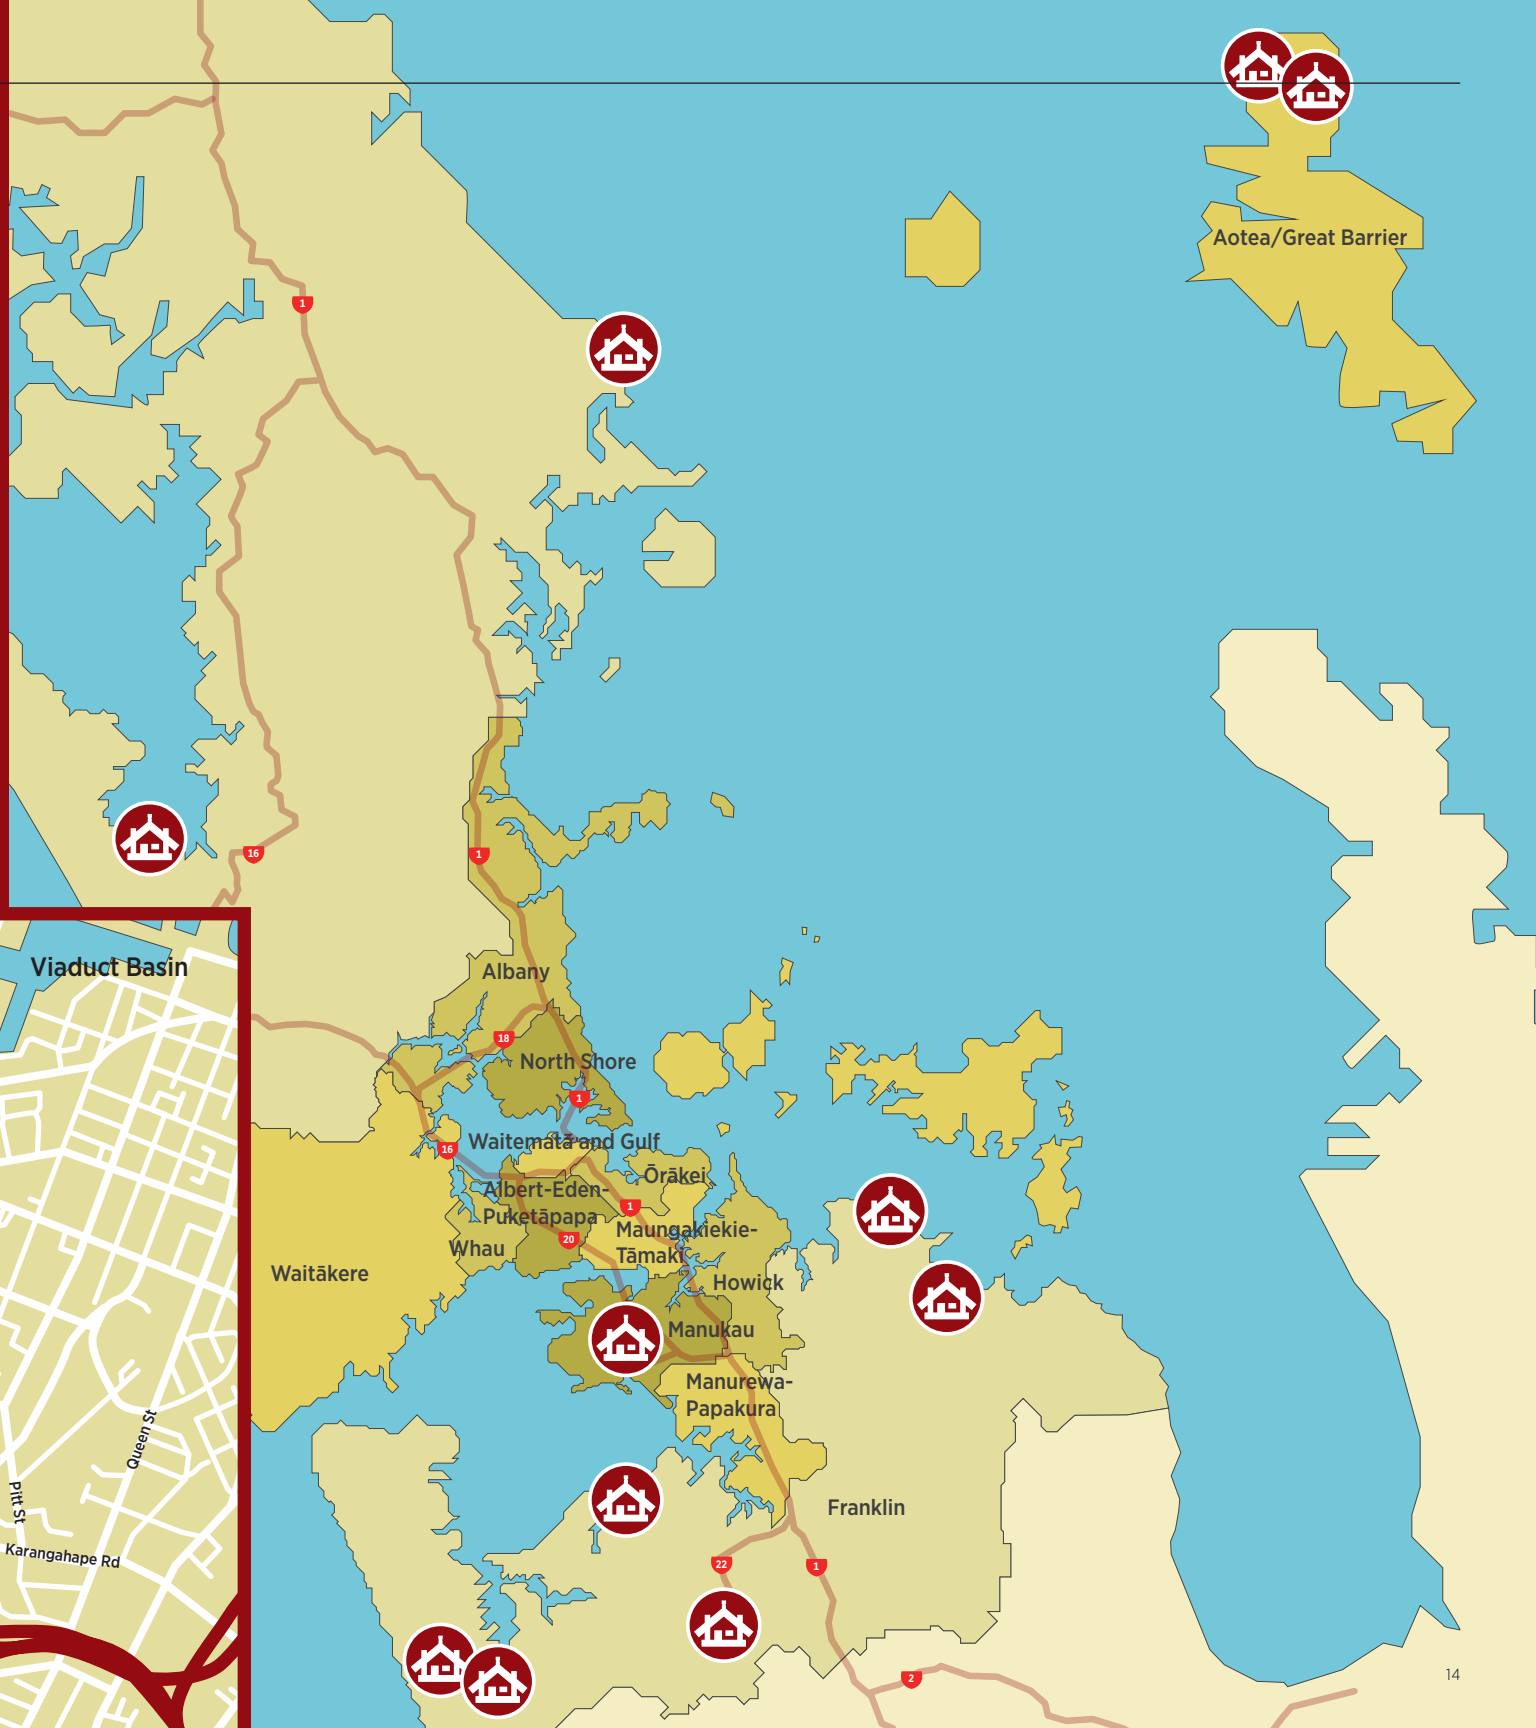 Aotea/Great Barrier
1
16
1
Viaduct Basin
Albany
18
North Shore
1
16
Waitematā and Gulf
Ōrākei
Albert-Eden-
Puketāpapa
1
Maungakiekie-
Tāmaki
20
Whau
Waitākere
Howick
Manukau
Manurewa-
Papakura
Queen St
Pitt St
Karangahape Rd
Franklin
22
1
2
14